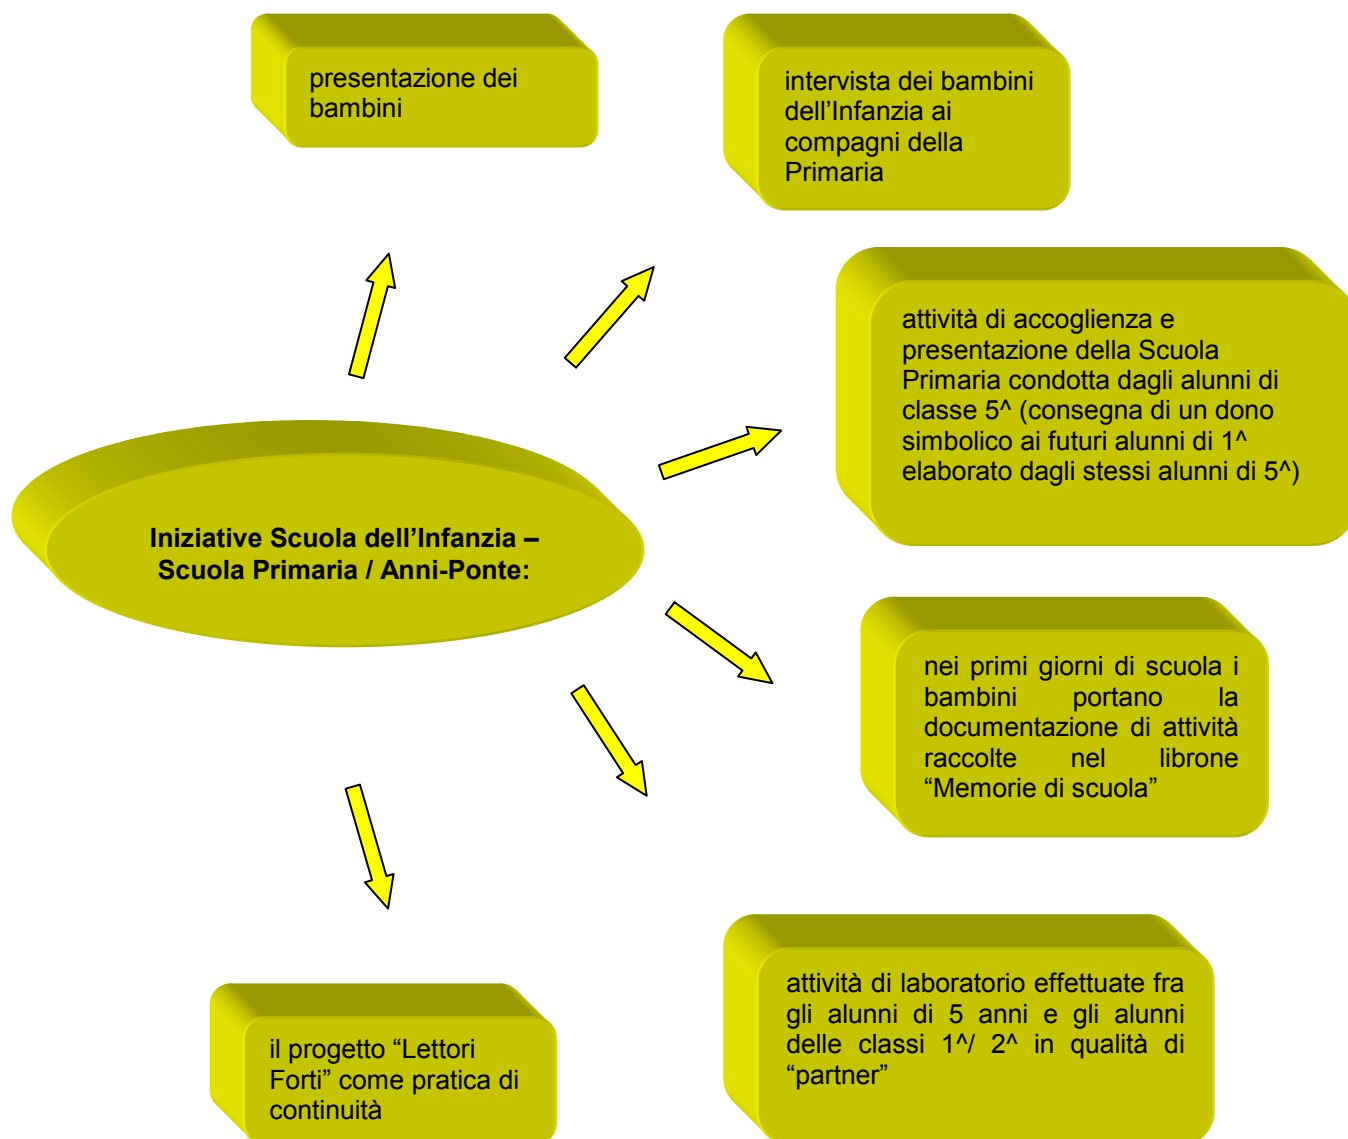 presentazione dei
bambini
intervista dei bambini
dell’Infanzia ai
compagni della
Primaria
attività di accoglienza e
presentazione della Scuola
Primaria condotta dagli alunni di
classe 5^ (consegna di un dono
simbolico ai futuri alunni di 1^
elaborato dagli stessi alunni di 5^)
Iniziative Scuola dell’Infanzia –
Scuola Primaria / Anni-Ponte:
nei primi giorni di scuola i
bambini portano la
documentazione di attività
raccolte nel librone
“Memorie di scuola”
attività di laboratorio effettuate fra
gli alunni di 5 anni e gli alunni
delle classi 1^/ 2^ in qualità di
“partner”
il progetto “Lettori
Forti” come pratica di
continuità